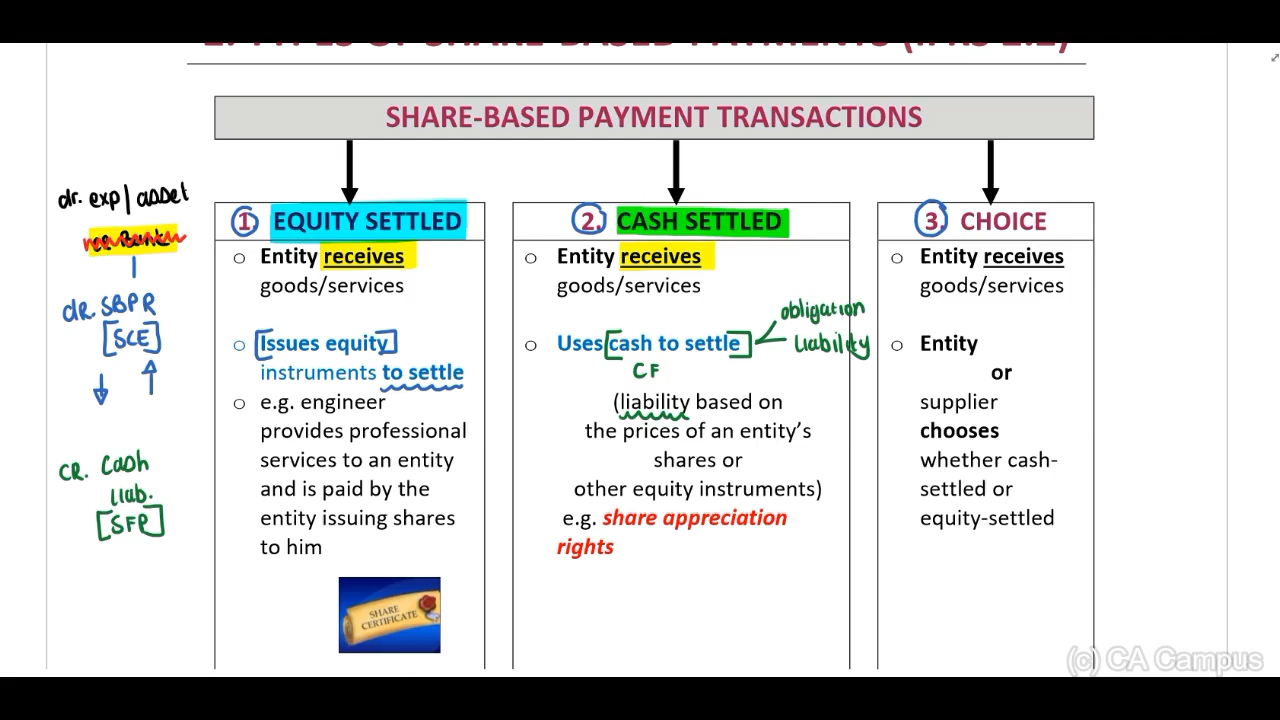 SHARE-BASED PAYMENT TRANSACTIONS
dr. exp/asset
dr. SBPR
[SCE]
CR. Cash
liab.
[SFP]
1. EQUITY SETTLED
○ Entity receives
goods/services
○ [Issues equity]
instruments to settle
○ e.g. engineer
provides professional
services to an entity
and is paid by the
entity issuing shares
to him
SHARE
CERTIFICATE
2. CASH SETTLED
○ Entity receives
goods/services
obligation
○ Uses [cash to settle]
liability
CF
(liability based on
the prices of an entity's
shares or
other equity instruments)
e.g. share appreciation
rights
3. CHOICE
○ Entity receives
goods/services
○ Entity
or
supplier
chooses
whether cash-
settled or
equity-settled
(c) CA Campus